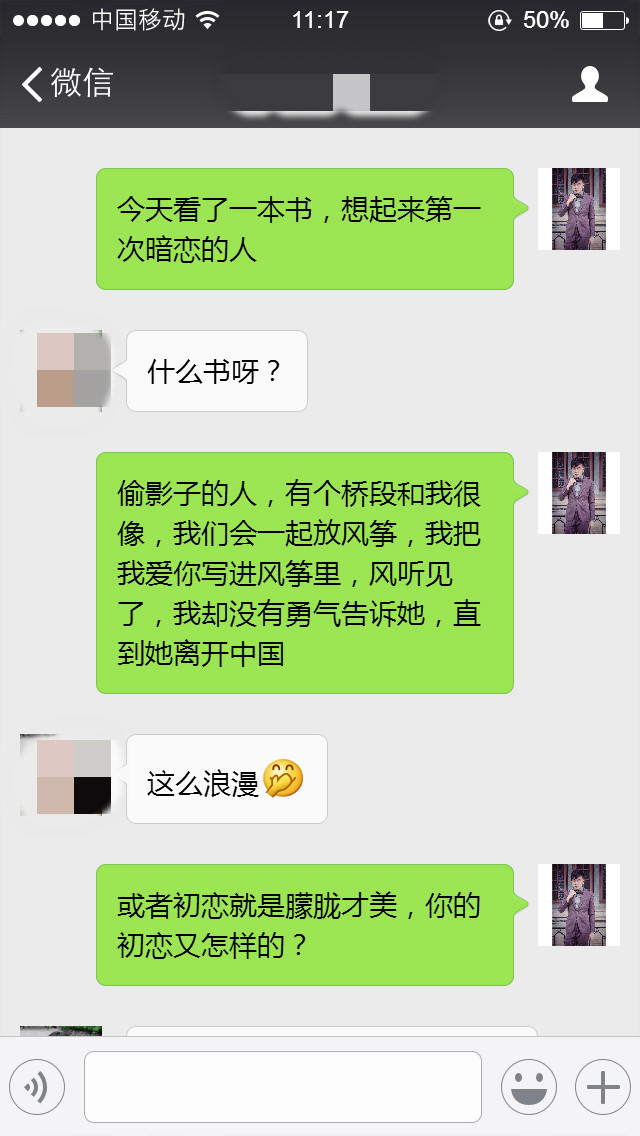 中国移动 11:17 50%
微信
今天看了一本书，想起来第一
次暗恋的人
什么书呀？
偷影子的人，有个桥段和我很
像，我们会一起放风筝，我把
我爱你写进风筝里，风听见
了，我却没有勇气告诉她，直
到她离开中国
这么浪漫
或者初恋就是朦胧才美，你的
初恋又怎样的？